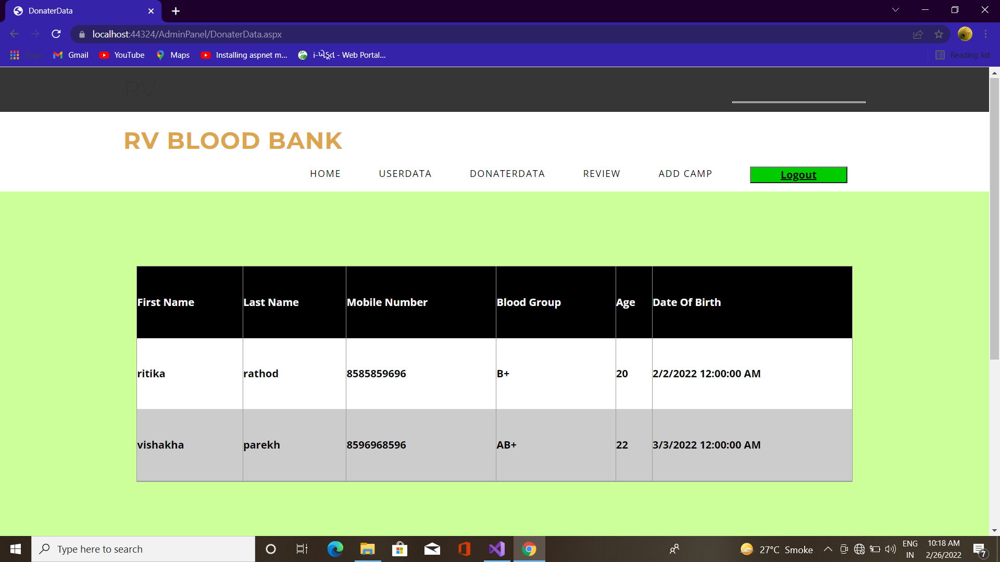 DonaterData
localhost:44324/AdminPanel/DonaterData.aspx
Apps Gmail YouTube Maps Installing aspnet m... i-ખેડૂત - Web Portal... Reading list
RV
RV BLOOD BANK
HOME USERDATA DONATERDATA REVIEW ADD CAMP Logout
First Name Last Name Mobile Number Blood Group Age Date Of Birth
ritika rathod 8585859696 B+ 20 2/2/2022 12:00:00 AM
vishakha parekh 8596968596 AB+ 22 3/3/2022 12:00:00 AM
Type here to search
27°C Smoke
ENG
IN
10:18 AM
2/26/2022
7